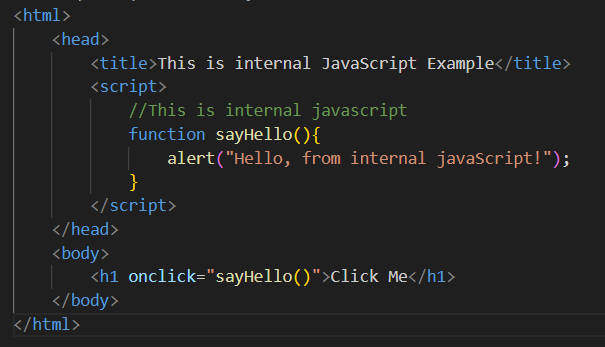 <html>
<head>
<title>This is internal JavaScript Example</title>
<script>
//This is internal javascript
function sayHello(){
alert("Hello, from internal javaScript!");
}
</script>
</head>
<body>
<h1 onclick="sayHello()">Click Me</h1>
</body>
</html>